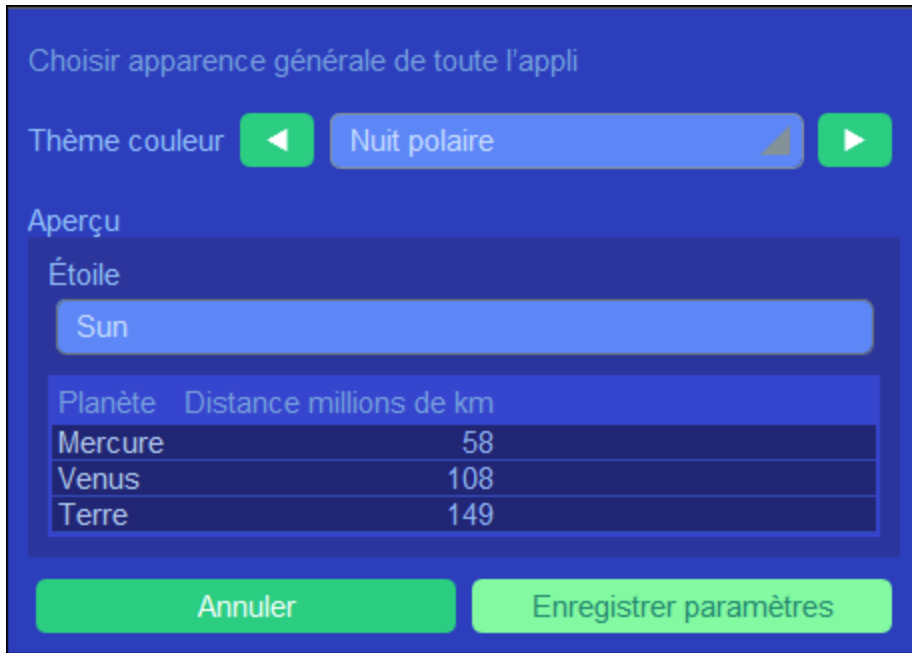 Choisir apparence générale de toute l'appli
Thème couleur Nuit polaire
Aperçu
Étoile
Sun
Planète Distance millions de km
Mercure 58
Venus 108
Terre 149
Annuler Enregistrer paramètres